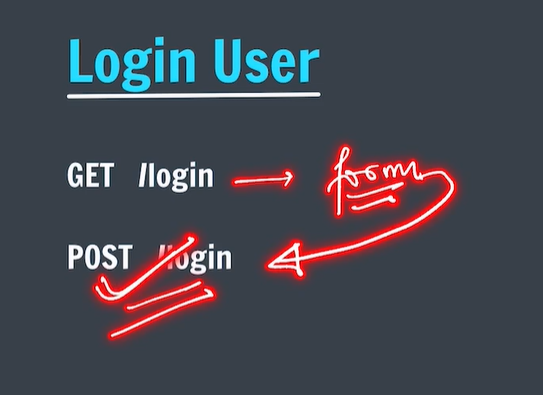 Login User
GET /login → form
POST /login